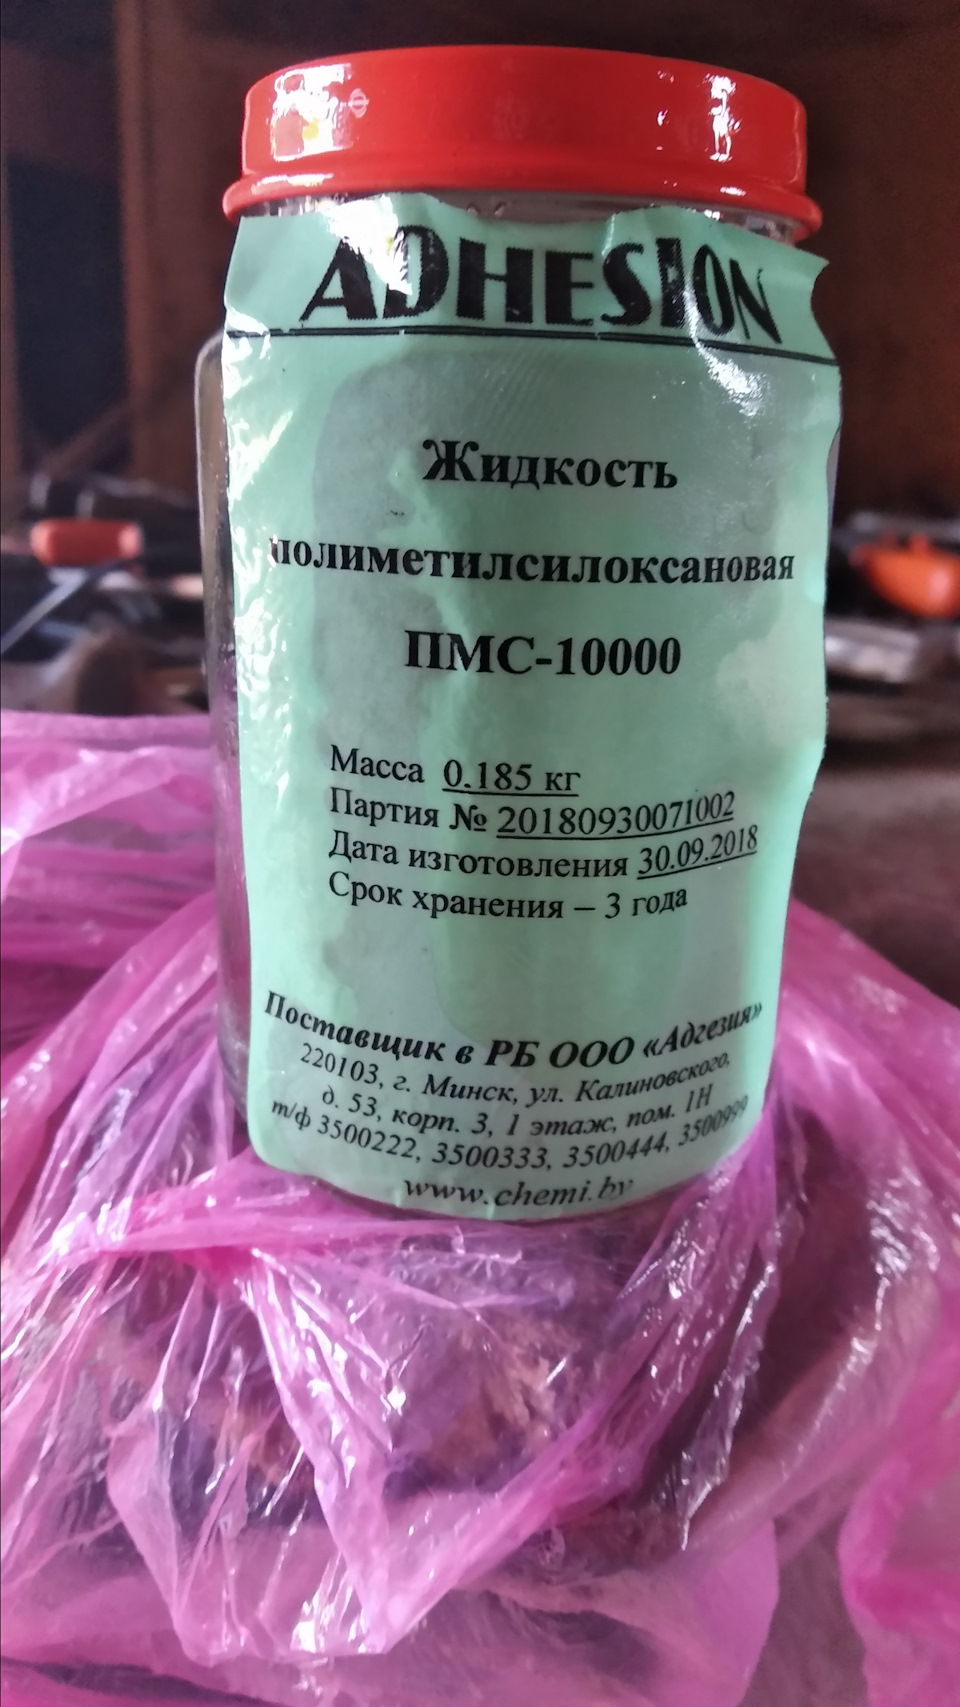 ADHESION
Жидкость
полиметилсилоксановая
ПМС-10000
Масса 0.185 кг
Партия № 20180930071002
Дата изготовления 30.09.2018
Срок хранения – 3 года
Поставщик в РБ ООО «Адгезия»
220103, г. Минск, ул. Калиновского,
д. 53, корп. 3, 1 этаж, пом. 1Н
т/ф 3500222, 3500333, 3500444, 3500999
www.chemi.by